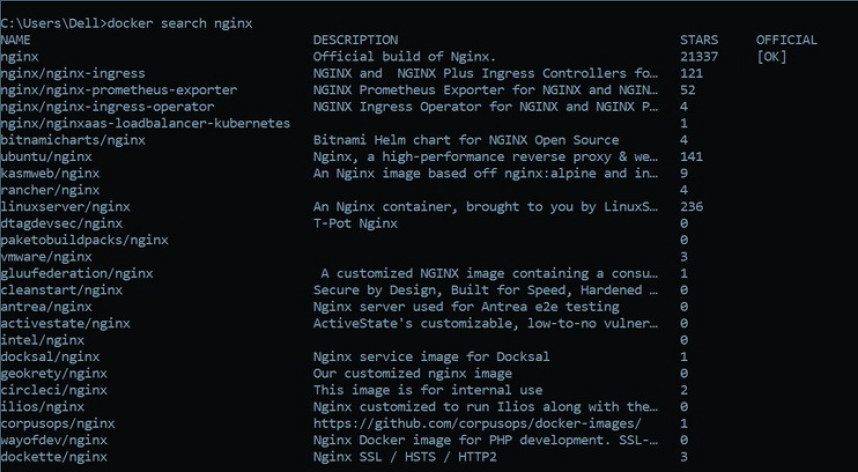 C:\Users\Dell>docker search nginx
NAME DESCRIPTION STARS OFFICIAL
nginx Official build of Nginx. 21337 [OK]
nginx/nginx-ingress NGINX and  NGINX Plus Ingress Controllers fo… 121
nginx/nginx-prometheus-exporter NGINX Prometheus Exporter for NGINX and NGIN… 52
nginx/nginx-ingress-operator NGINX Ingress Operator for NGINX and NGINX P… 4
nginx/nginxaas-loadbalancer-kubernetes 1
bitnamicharts/nginx Bitnami Helm chart for NGINX Open Source 4
ubuntu/nginx Nginx, a high-performance reverse proxy & we… 141
kasmweb/nginx An Nginx image based off nginx:alpine and in… 9
rancher/nginx 4
linuxserver/nginx An Nginx container, brought to you by LinuxS… 236
dtagdevsec/nginx T-Pot Nginx 0
paketobuildpacks/nginx 0
vmware/nginx 3
gluufederation/nginx A customized NGINX image containing a consu… 1
cleanstart/nginx Secure by Design, Built for Speed, Hardened … 0
antrea/nginx Nginx server used for Antrea e2e testing 0
activestate/nginx ActiveState's customizable, low-to-no vulner… 0
intel/nginx 0
docksal/nginx Nginx service image for Docksal 1
geokrety/nginx Our customized nginx image 0
circleci/nginx This image is for internal use 2
ilios/nginx Nginx customized to run Ilios along with the… 0
corpusops/nginx https://github.com/corpusops/docker-images/ 1
wayofdev/nginx Nginx Docker image for PHP development. SSL-… 0
dockette/nginx Nginx SSL / HSTS / HTTP2 3